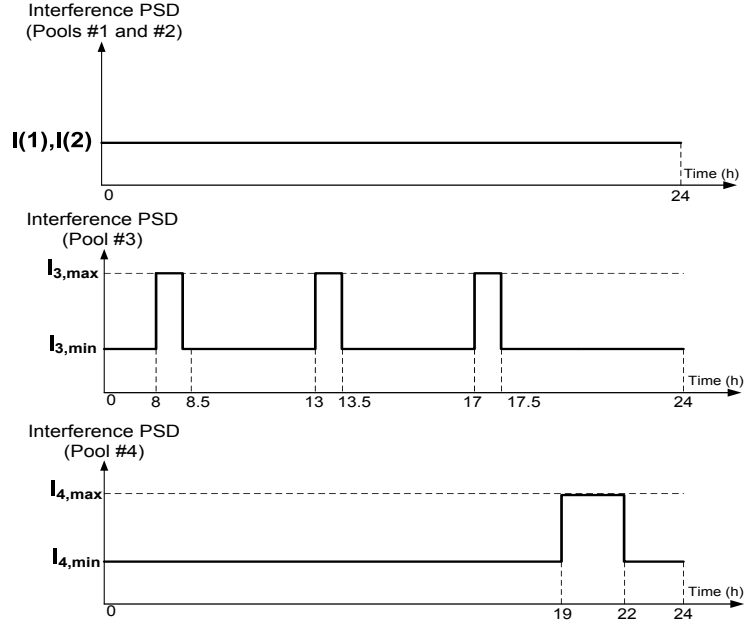 Interference PSD
(Pools #1 and #2)
I(1),I(2)
Time (h)
0
24
Interference PSD
(Pool #3)
I3,max
I3,min
Time (h)
0
8
8.5
13
13.5
17
17.5
24
Interference PSD
(Pool #4)
I4,max
I4,min
Time (h)
0
19
22
24